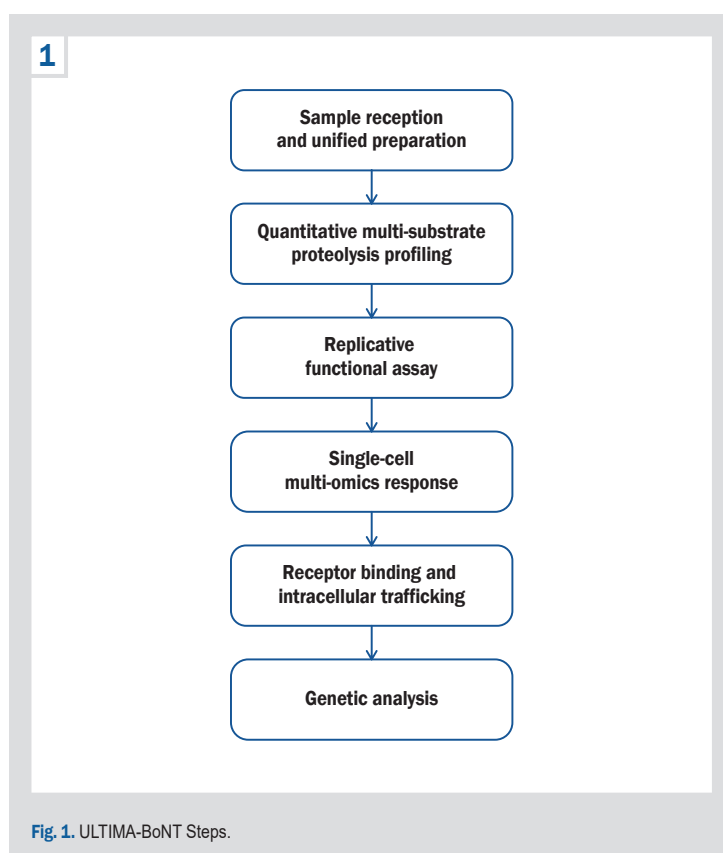 1
Sample reception
and unified preparation
Quantitative multi-substrate
proteolysis profiling
Replicative
functional assay
Single-cell
multi-omics response
Receptor binding and
intracellular trafficking
Genetic analysis
Fig. 1. ULTIMA-BoNT Steps.